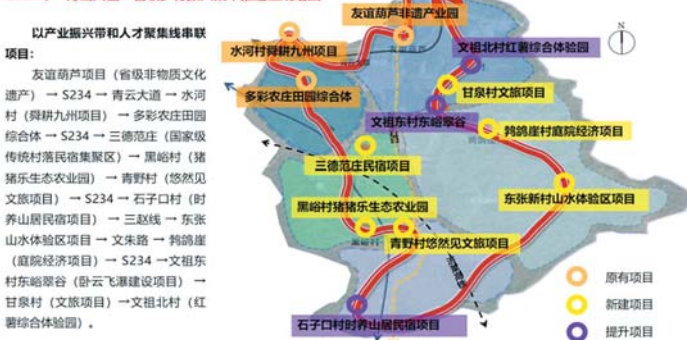 以产业振兴带和人才聚集线串联
项目：
友谊葫芦项目（省级非物质文化
遗产）→ S234 → 青云大道 → 水河
村（舜耕九州项目）→ 多彩农庄田园
综合体 → S234 → 三德范庄（国家级
传统村落民宿集聚区）→ 黑峪村（猪
猪乐生态农业园）→ 青野村（悠然见
文旅项目）→ S234 → 石子口村（时
养山居民宿项目）→ 三赵线 → 东张
山水体验区项目 → 文朱路 → 鸲鸽崖
（庭院经济项目）→ S234 →文祖东
村东峪翠谷（卧云飞瀑建设项目）→
甘泉村（文旅项目）→文祖北村（红
薯综合体验园）。
友谊葫芦非遗产业园
水河村舜耕九州项目
文祖北村红薯综合体验园
N
多彩农庄田园综合体
甘泉村文旅项目
文祖东村东峪翠谷
鸲鸽崖村庭院经济项目
三德范庄民宿项目
东张新村山水体验区项目
黑峪村猪猪乐生态农业园
青野村悠然见文旅项目
石子口村时养山居民宿项目
原有项目
新建项目
提升项目